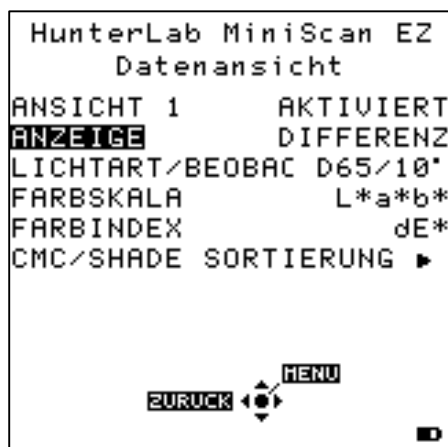 HunterLab MiniScan EZ
Datenansicht
ANSICHT 1 AKTIVIERT
ANZEIGE DIFFERENZ
LICHTART/BEOBAC D65/10°
FARBSKALA L*a*b*
FARBINDEX dE*
CMC/SHADE SORTIERUNG ▶
MENU
ZURUCK